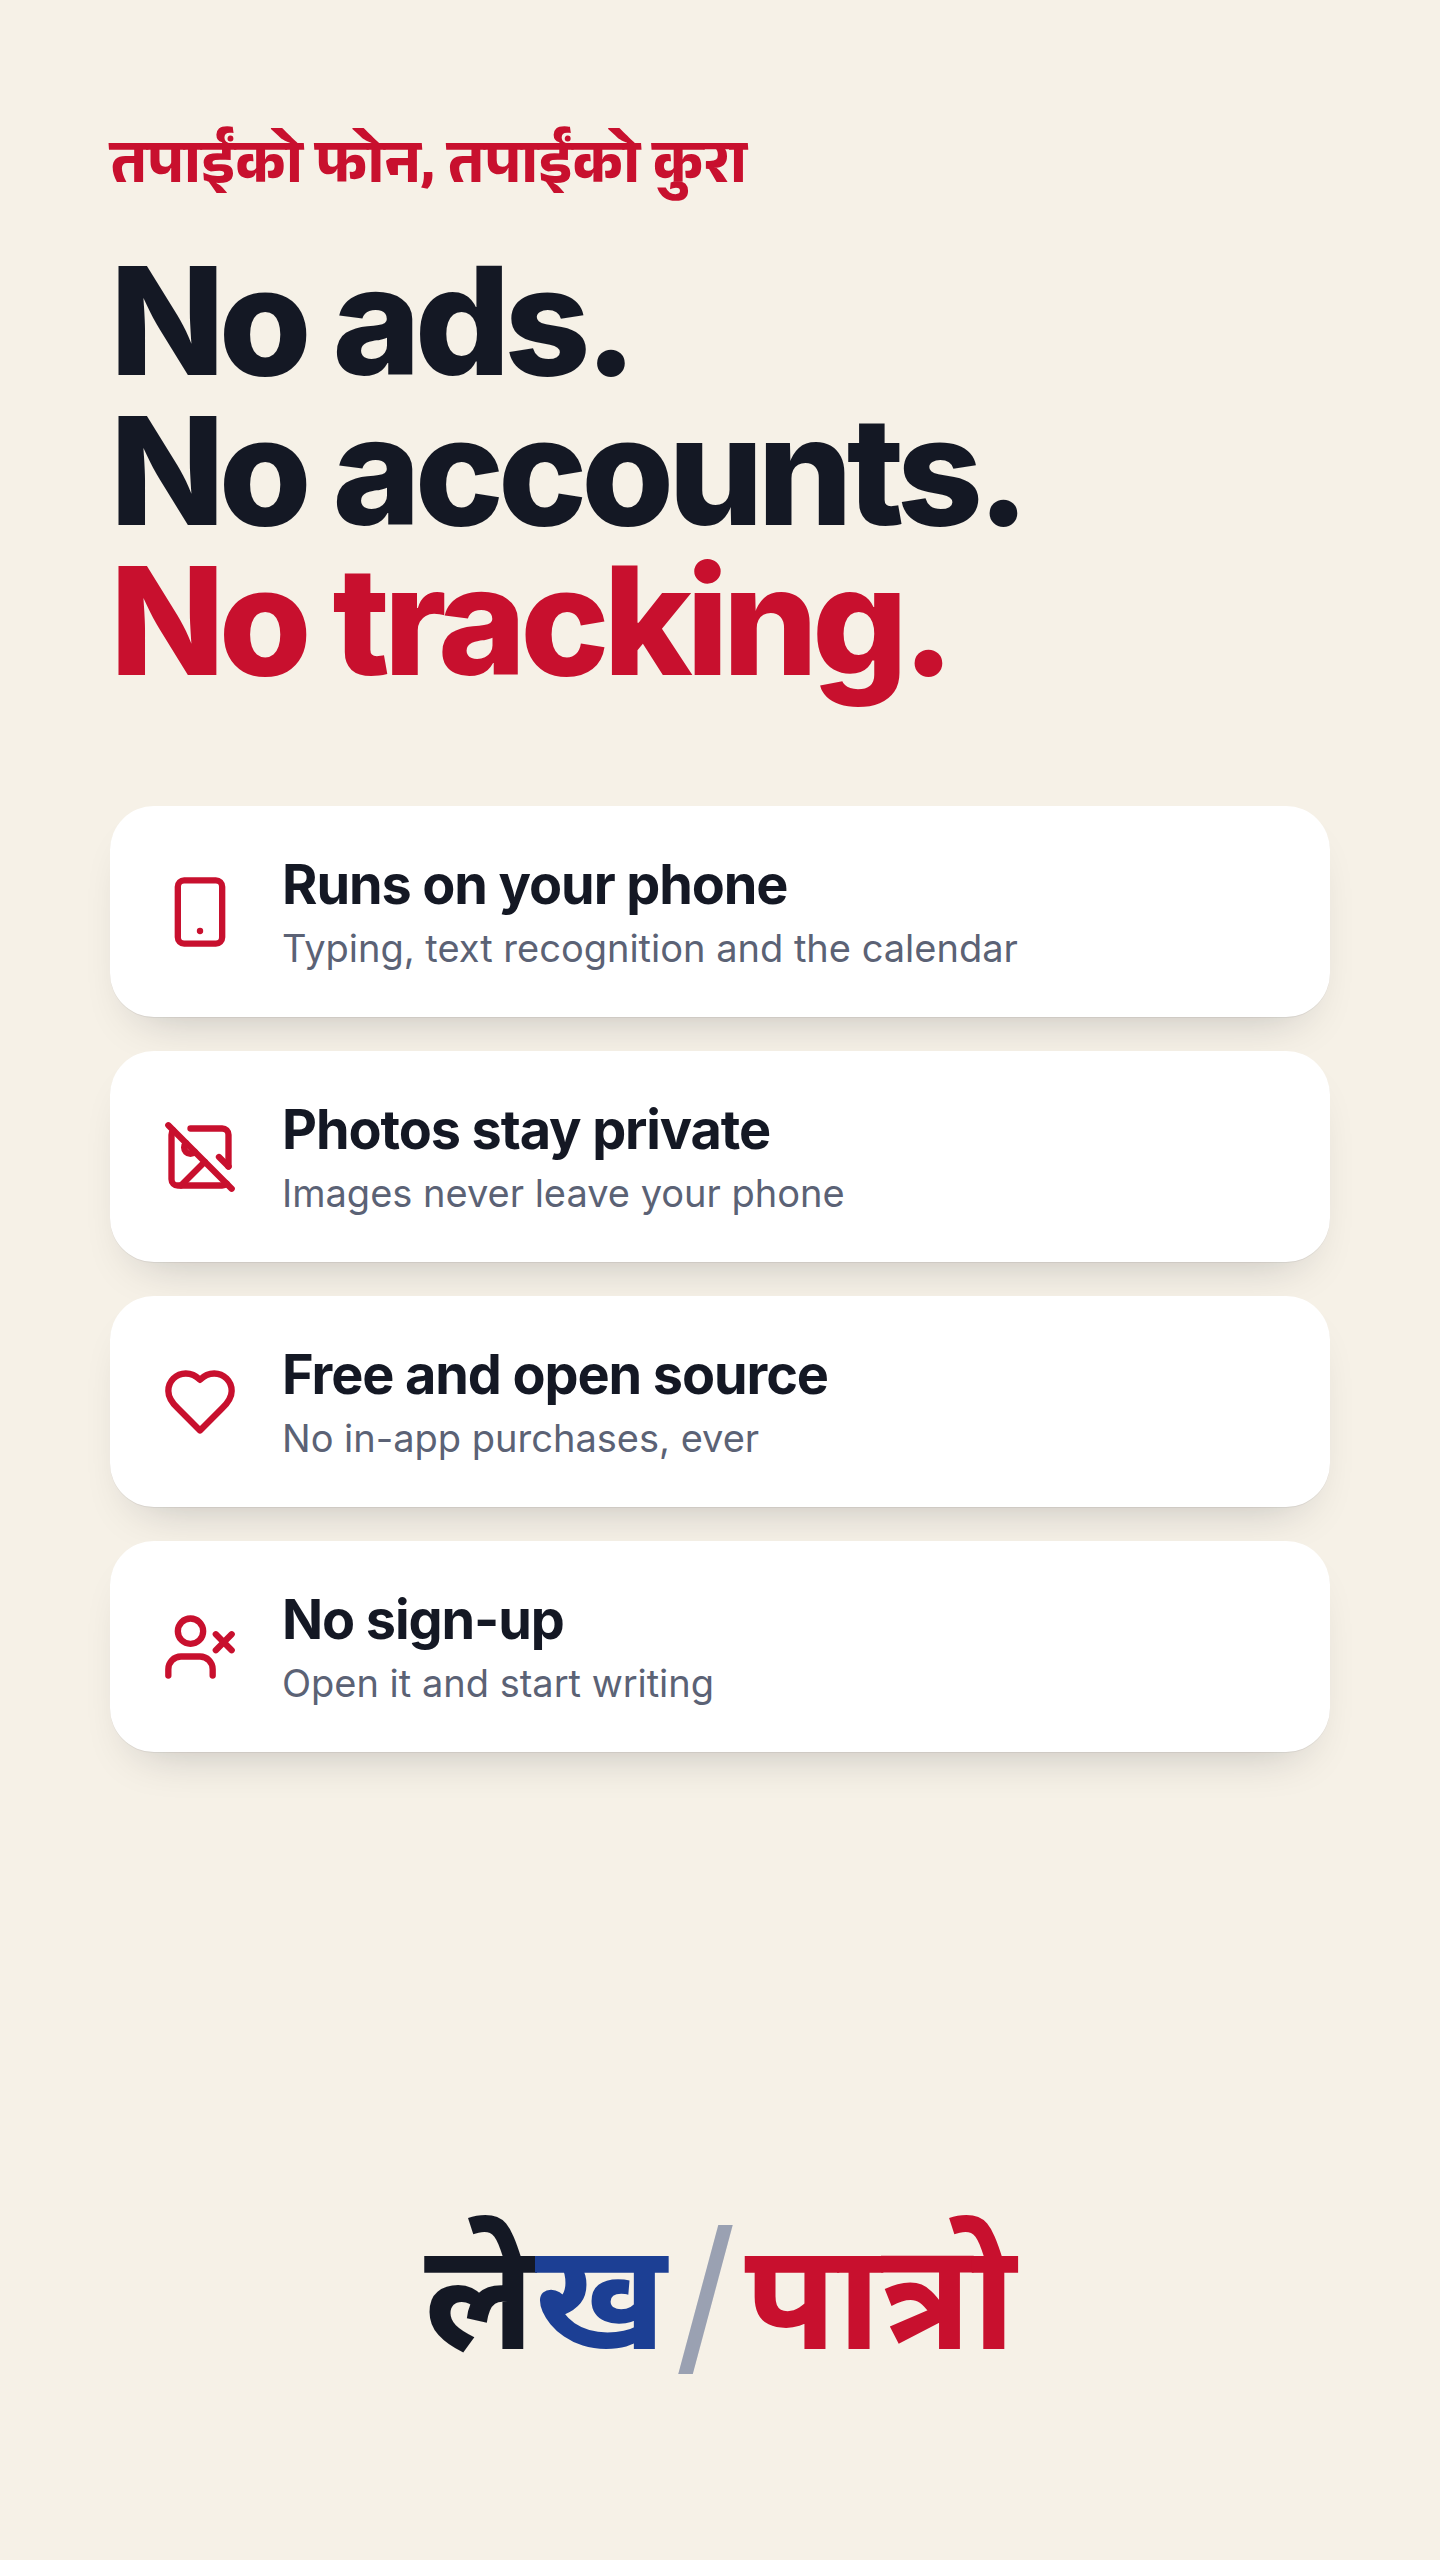 तपाईंको फोन, तपाईंको कुरा
No ads.
No accounts.
No tracking.
Runs on your phone
Typing, text recognition and the calendar
Photos stay private
Images never leave your phone
Free and open source
No in-app purchases, ever
No sign-up
Open it and start writing
लेख/पात्रो